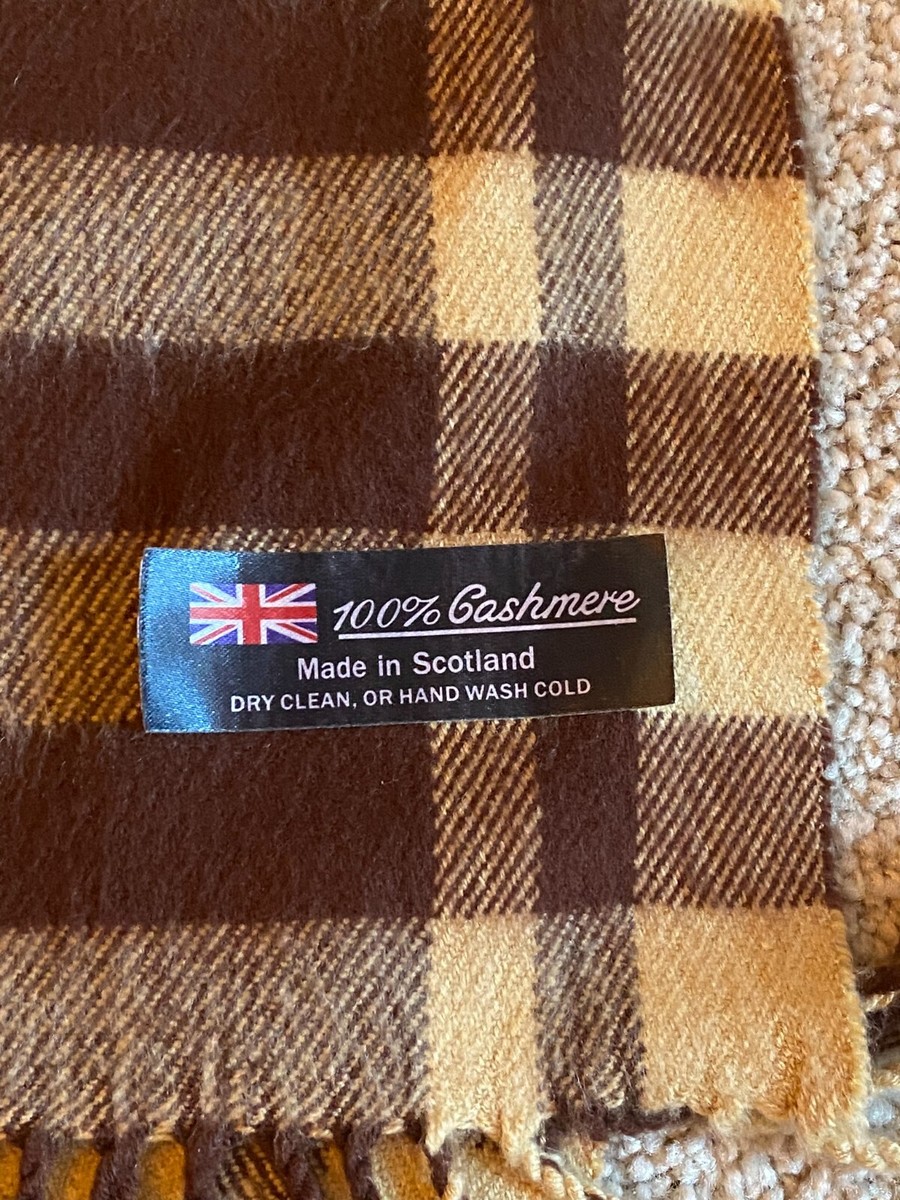 100% Cashmere
Made in Scotland
DRY CLEAN, OR HAND WASH COLD